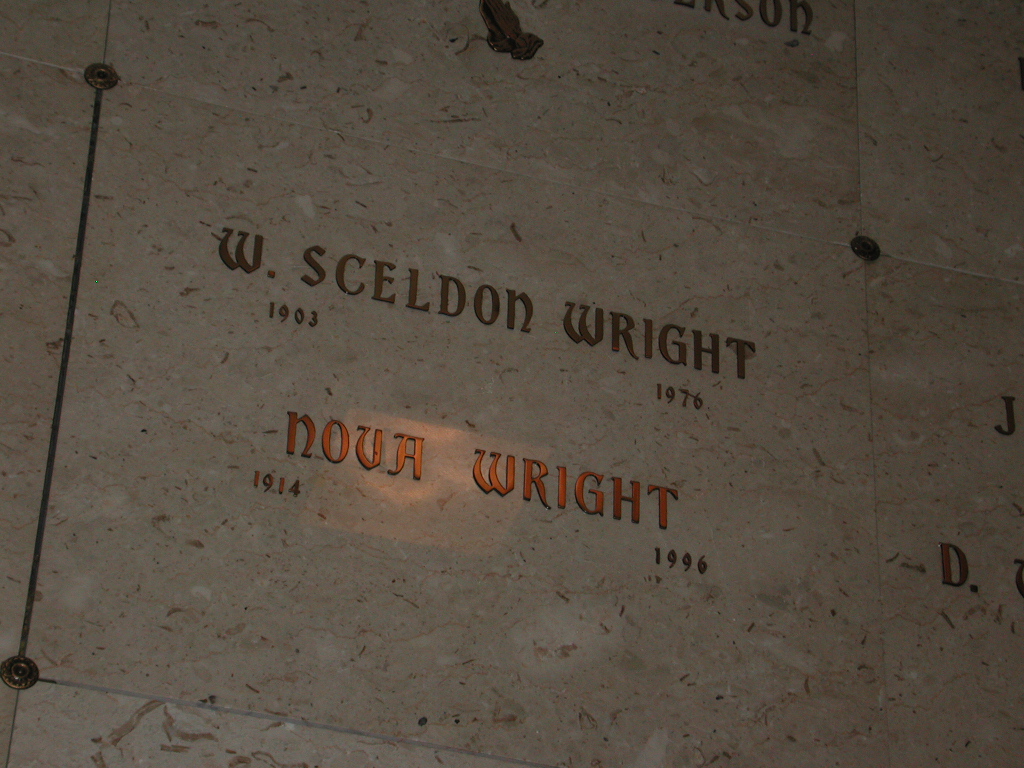 W. SCELDON WRIGHT
1903 1976
NOVA WRIGHT
1914 1996
J
D.